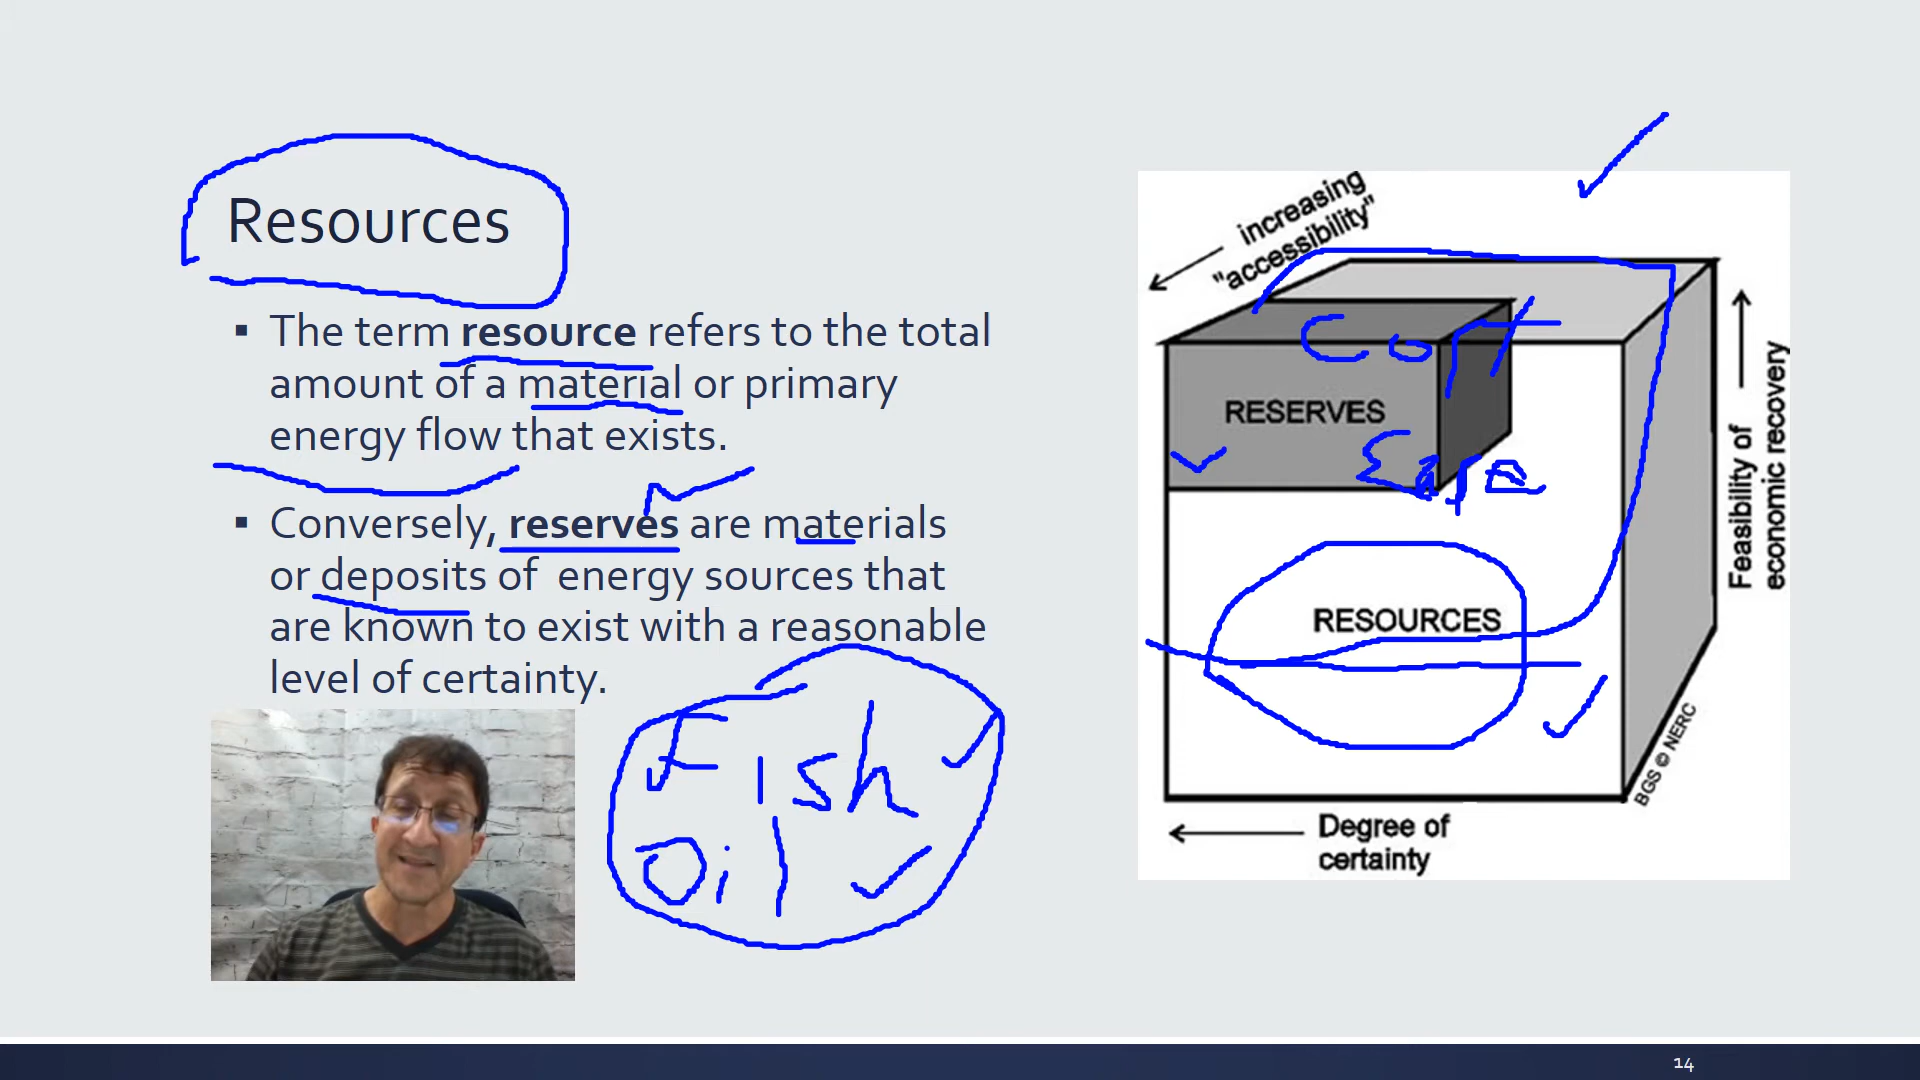 Resources
▪ The term resource refers to the total
amount of a material or primary
energy flow that exists.
▪ Conversely, reserves are materials
or deposits of energy sources that
are known to exist with a reasonable
level of certainty.
Fish
Oil
increasing
"accessibility"
RESERVES
RESOURCES
Feasibility of
economic recovery
BGS © NERC
Degree of
certainty
14